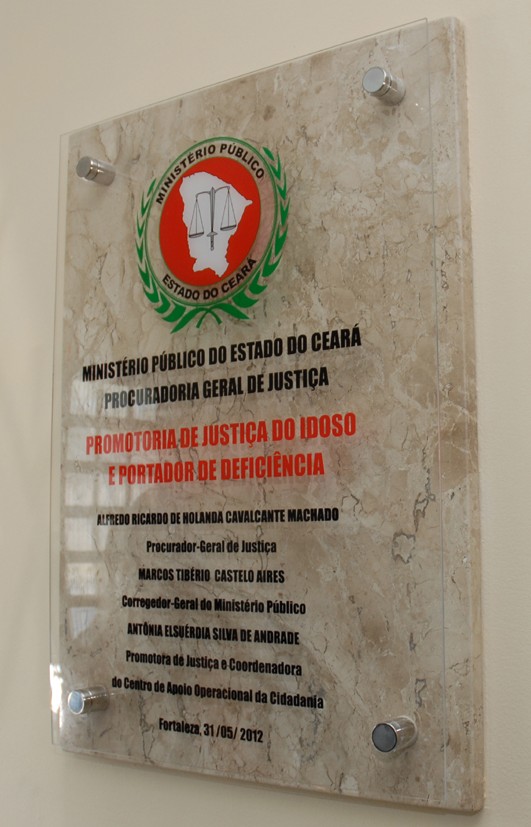 MINISTÉRIO PÚBLICO
ESTADO DO CEARÁ
MINISTÉRIO PÚBLICO DO ESTADO DO CEARÁ
PROCURADORIA GERAL DE JUSTIÇA
PROMOTORIA DE JUSTIÇA DO IDOSO
E PORTADOR DE DEFICIÊNCIA
ALFREDO RICARDO DE HOLANDA CAVALCANTE MACHADO
Procurador-Geral de Justiça
MARCOS TIBÉRIO CASTELO AIRES
Corregedor-Geral do Ministério Público
ANTÔNIA ELSUÉRDIA SILVA DE ANDRADE
Promotora de Justiça e Coordenadora
do Centro de Apoio Operacional da Cidadania
Fortaleza, 31/05/2012